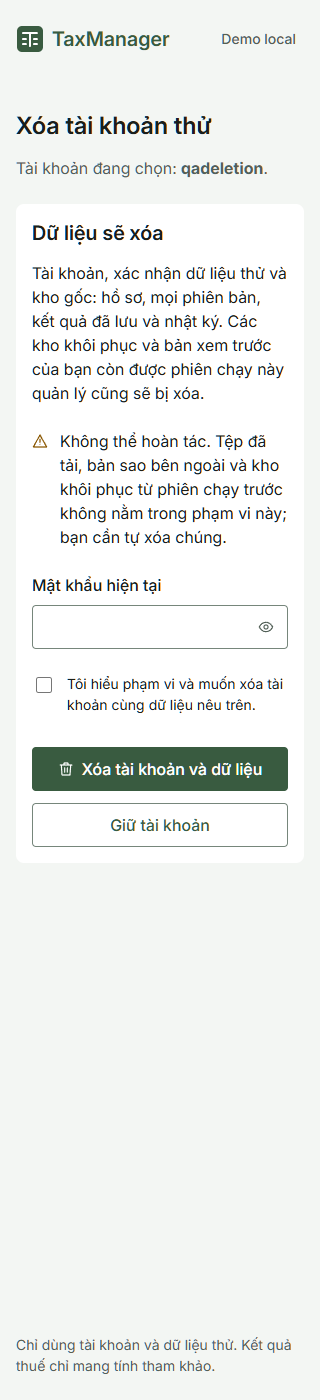 TaxManager
Demo local
Xóa tài khoản thử
Tài khoản đang chọn: qadeletion.
Dữ liệu sẽ xóa
Tài khoản, xác nhận dữ liệu thử và
kho gốc: hồ sơ, mọi phiên bản,
kết quả đã lưu và nhật ký. Các
kho khôi phục và bản xem trước
của bạn còn được phiên chạy này
quản lý cũng sẽ bị xóa.
Không thể hoàn tác. Tệp đã
tải, bản sao bên ngoài và kho
khôi phục từ phiên chạy trước
không nằm trong phạm vi này;
bạn cần tự xóa chúng.
Mật khẩu hiện tại
Tôi hiểu phạm vi và muốn xóa tài
khoản cùng dữ liệu nêu trên.
Xóa tài khoản và dữ liệu
Giữ tài khoản
Chỉ dùng tài khoản và dữ liệu thử. Kết quả
thuế chỉ mang tính tham khảo.